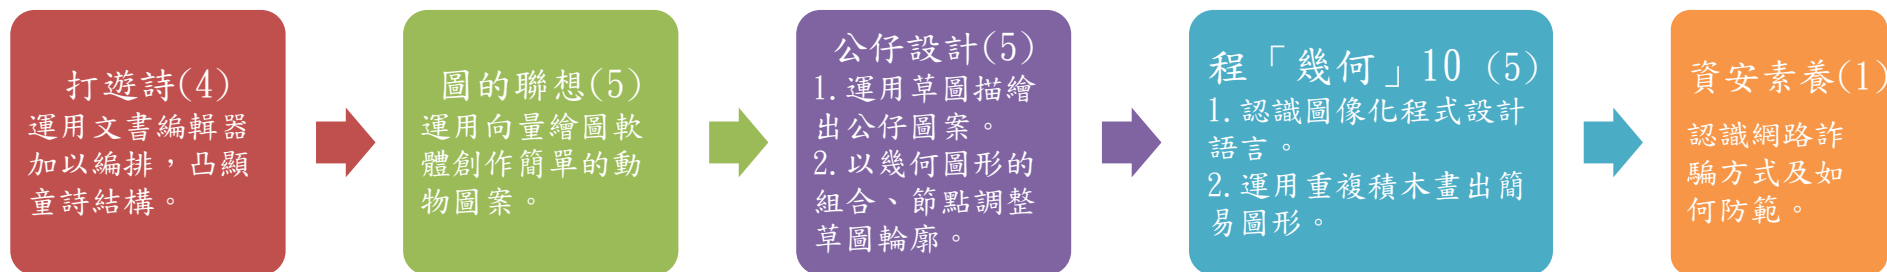 打遊詩(4)
運用文書編輯器
加以編排，凸顯
童詩結構。
圖的聯想(5)
運用向量繪圖軟
體創作簡單的動
物圖案。
公仔設計(5)
1.運用草圖描繪
出公仔圖案。
2.以幾何圖形的
組合、節點調整
草圖輪廓。
程「幾何」10 (5)
1.認識圖像化程式設計
語言。
2.運用重複積木畫出簡
易圖形。
資安素養(1)
認識網路詐
騙方式及如
何防範。